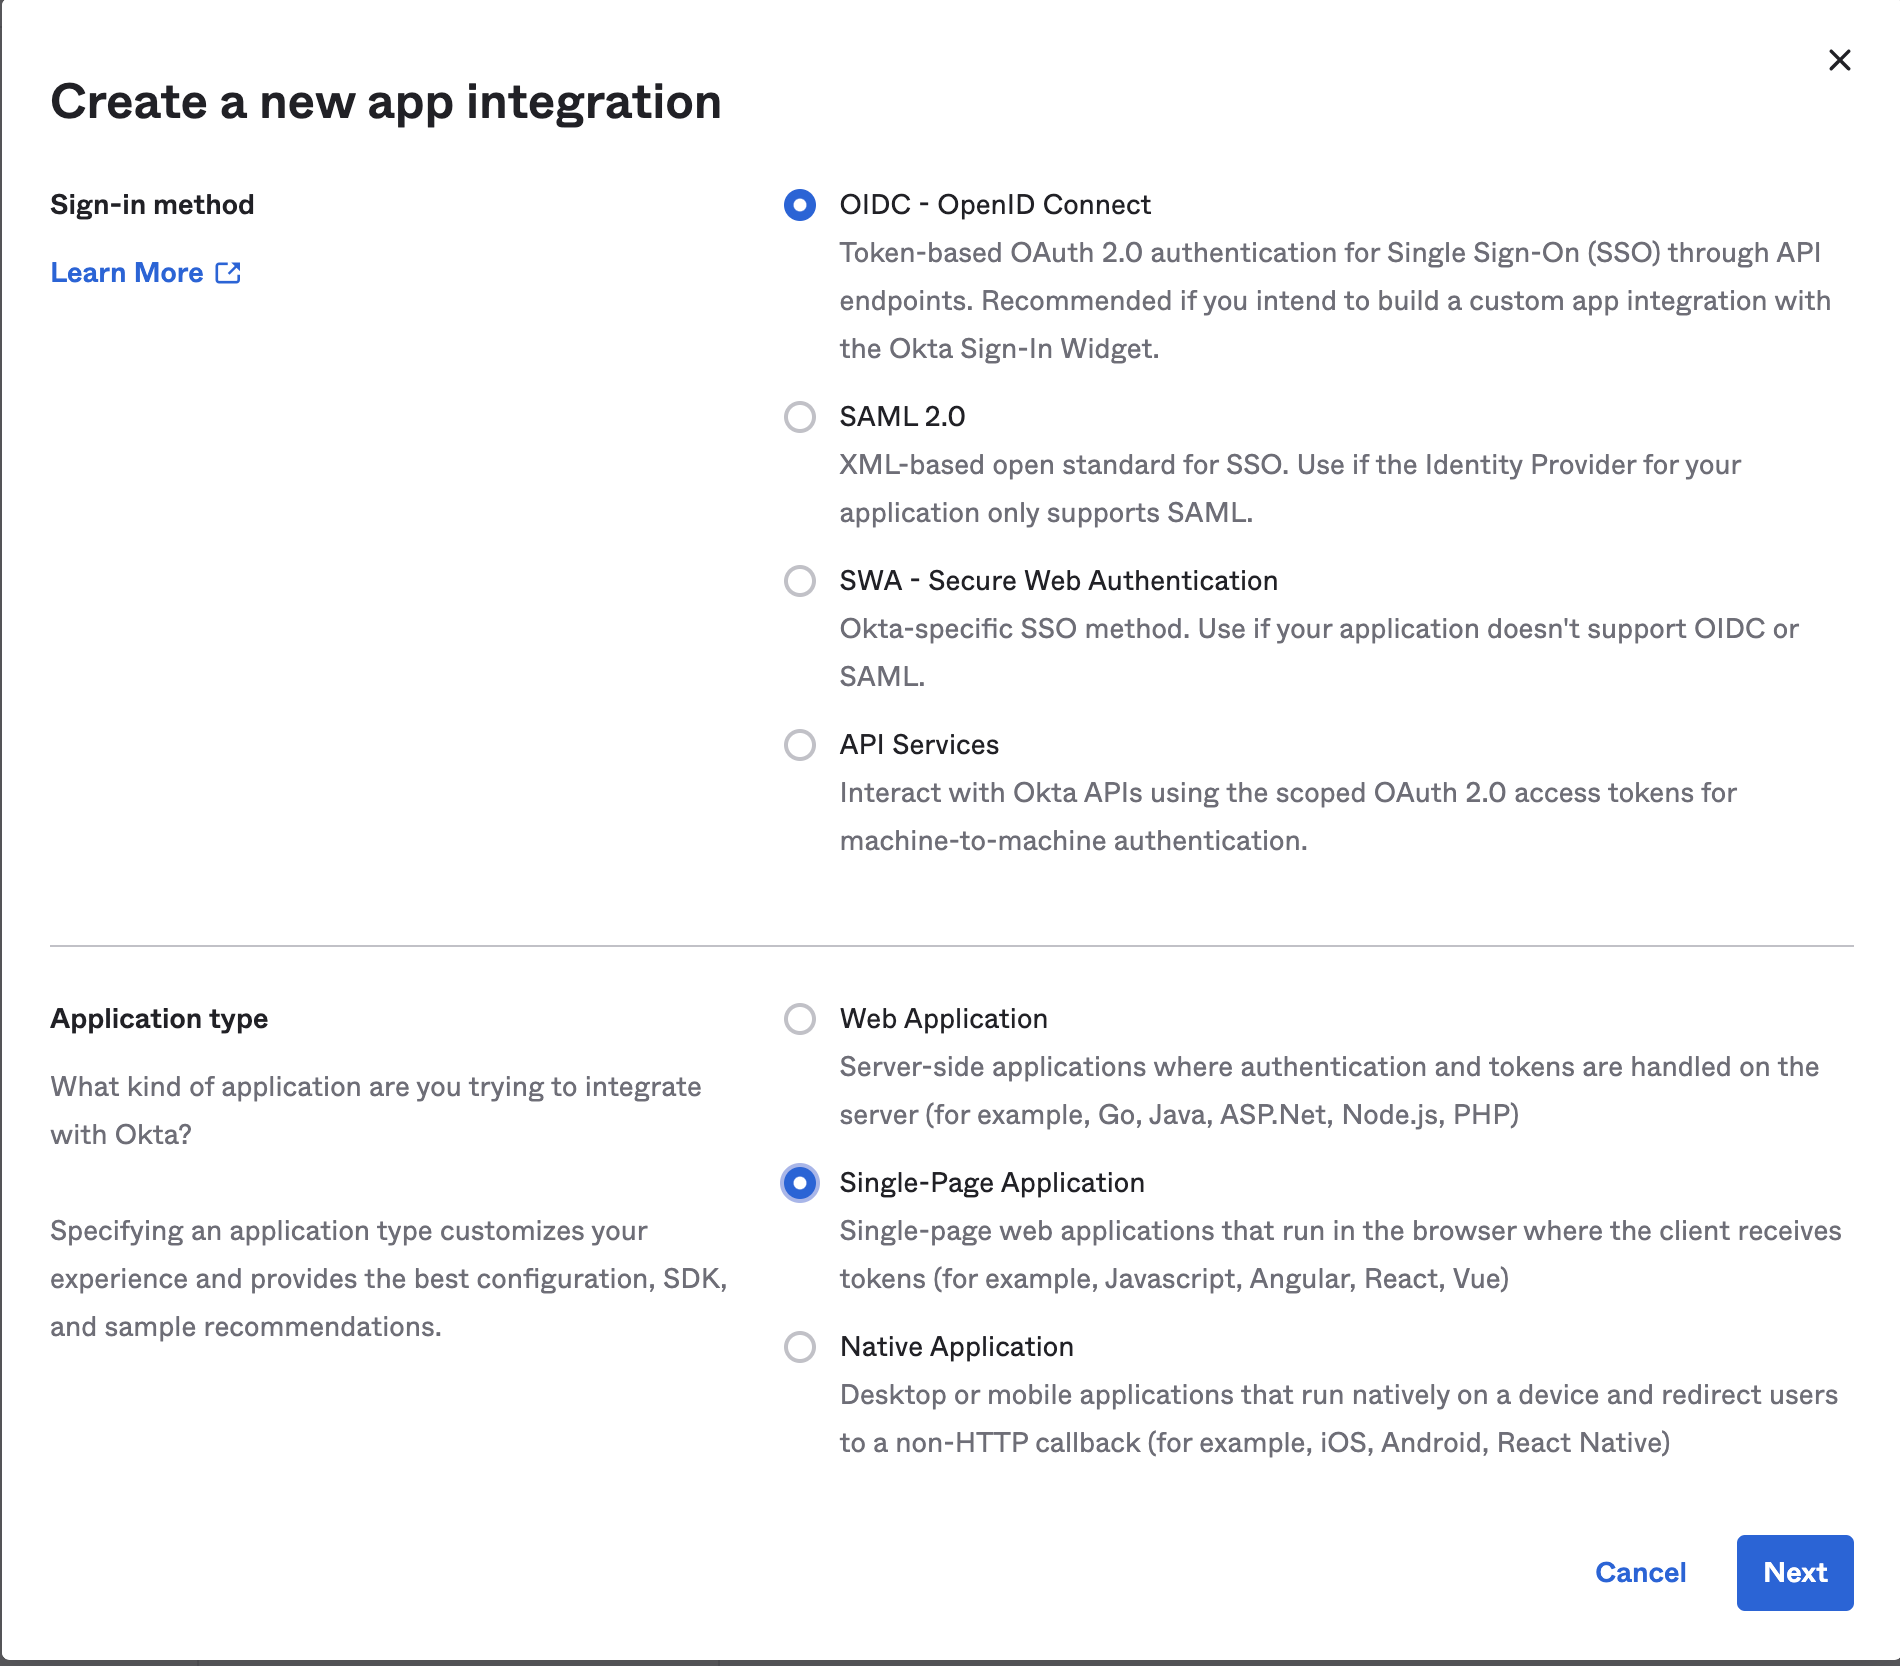 Create a new app integration
Sign-in method
Learn More
OIDC - OpenID Connect
Token-based OAuth 2.0 authentication for Single Sign-On (SSO) through API
endpoints. Recommended if you intend to build a custom app integration with
the Okta Sign-In Widget.
SAML 2.0
XML-based open standard for SSO. Use if the Identity Provider for your
application only supports SAML.
SWA - Secure Web Authentication
Okta-specific SSO method. Use if your application doesn't support OIDC or
SAML.
API Services
Interact with Okta APIs using the scoped OAuth 2.0 access tokens for
machine-to-machine authentication.
Application type
What kind of application are you trying to integrate
with Okta?
Specifying an application type customizes your
experience and provides the best configuration, SDK,
and sample recommendations.
Web Application
Server-side applications where authentication and tokens are handled on the
server (for example, Go, Java, ASP.Net, Node.js, PHP)
Single-Page Application
Single-page web applications that run in the browser where the client receives
tokens (for example, Javascript, Angular, React, Vue)
Native Application
Desktop or mobile applications that run natively on a device and redirect users
to a non-HTTP callback (for example, iOS, Android, React Native)
Cancel
Next